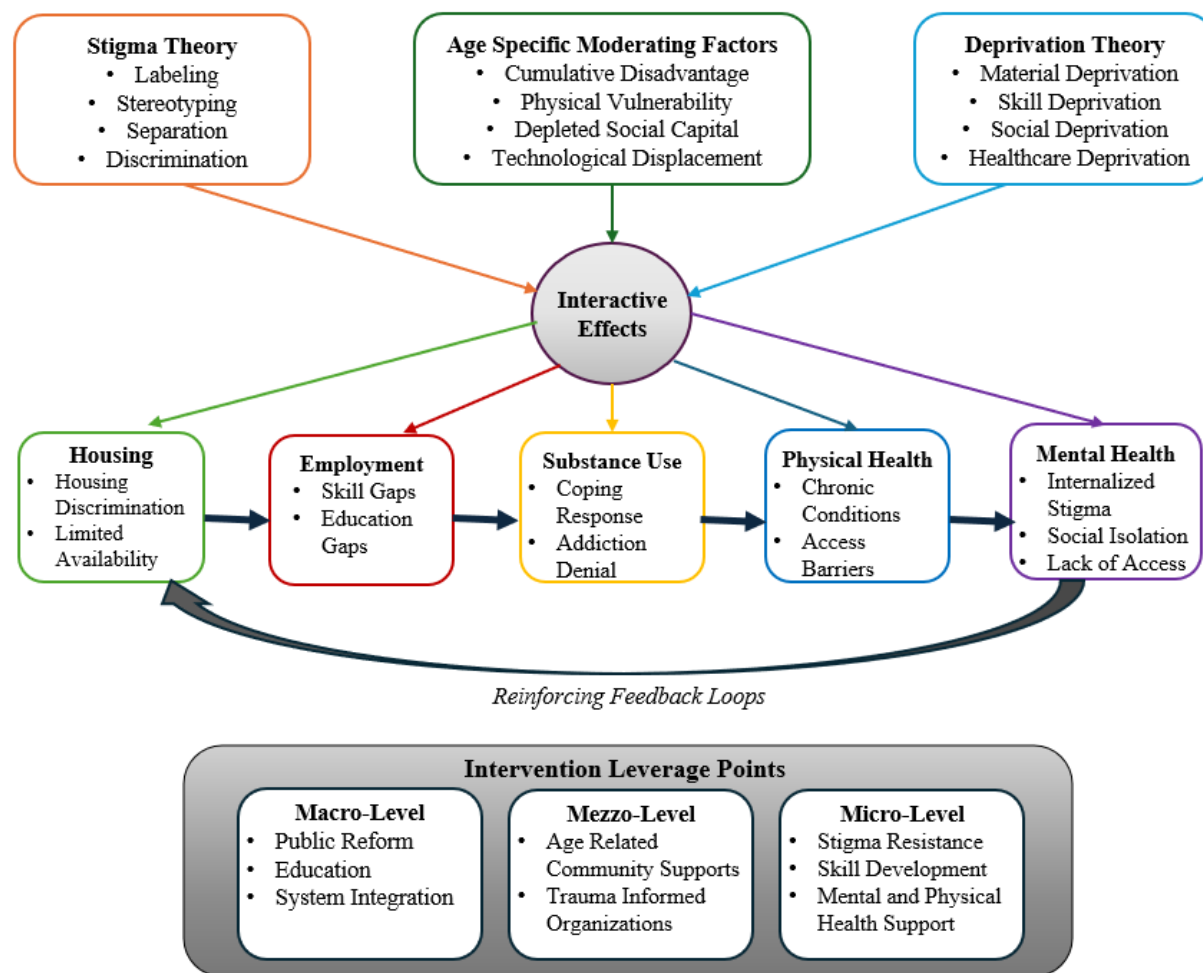 Stigma Theory
• Labeling
• Stereotyping
• Separation
• Discrimination
Age Specific Moderating Factors
• Cumulative Disadvantage
• Physical Vulnerability
• Depleted Social Capital
• Technological Displacement
Deprivation Theory
• Material Deprivation
• Skill Deprivation
• Social Deprivation
• Healthcare Deprivation
Interactive
Effects
Housing
• Housing
Discrimination
• Limited
Availability
Employment
• Skill Gaps
• Education
Gaps
Substance Use
• Coping
Response
• Addiction
Denial
Physical Health
• Chronic
Conditions
• Access
Barriers
Mental Health
• Internalized
Stigma
• Social Isolation
• Lack of Access
Reinforcing Feedback Loops
Intervention Leverage Points
Macro-Level
• Public Reform
• Education
• System Integration
Mezzo-Level
• Age Related
Community Supports
• Trauma Informed
Organizations
Micro-Level
• Stigma Resistance
• Skill Development
• Mental and Physical
Health Support